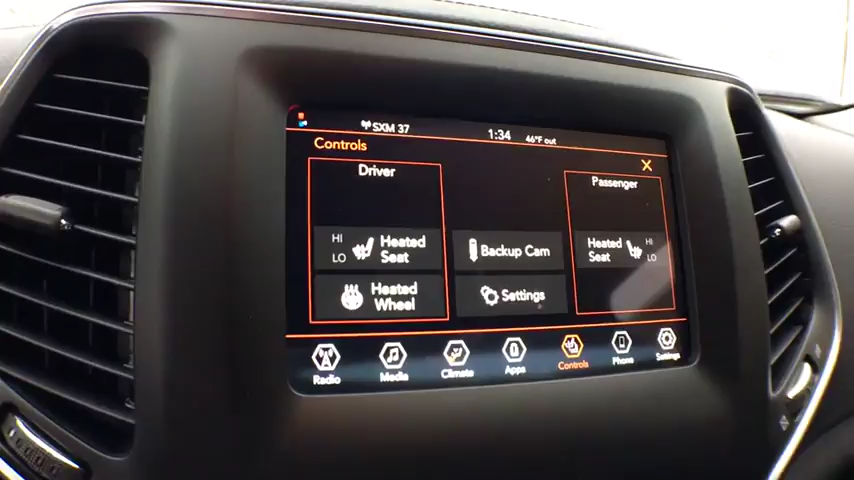 SXM 37 1:34 46°F out
Controls X
Driver
Passenger
HI
LO
Heated
Seat
Backup Cam
Heated
Seat
HI
LO
Heated
Wheel
Settings
Radio Media Climate Apps Controls Phone Settings